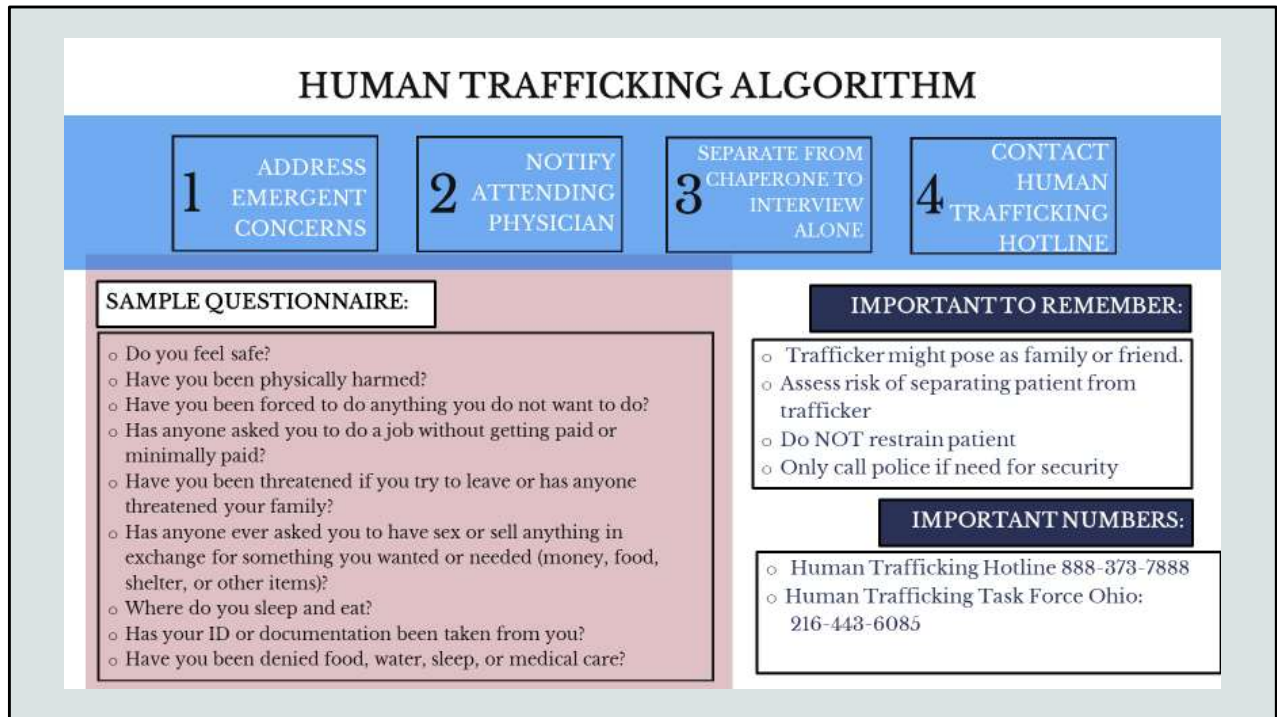 HUMAN TRAFFICKING ALGORITHM
1
ADDRESS
EMERGENT
CONCERNS
2
NOTIFY
ATTENDING
PHYSICIAN
3
SEPARATE FROM
CHAPERONE TO
INTERVIEW
ALONE
4
CONTACT
HUMAN
TRAFFICKING
HOTLINE
SAMPLE QUESTIONNAIRE:
o Do you feel safe?
o Have you been physically harmed?
o Have you been forced to do anything you do not want to do?
o Has anyone asked you to do a job without getting paid or
minimally paid?
o Have you been threatened if you try to leave or has anyone
threatened your family?
o Has anyone ever asked you to have sex or sell anything in
exchange for something you wanted or needed (money, food,
shelter, or other items)?
o Where do you sleep and eat?
o Has your ID or documentation been taken from you?
o Have you been denied food, water, sleep, or medical care?
IMPORTANT TO REMEMBER:
o Trafficker might pose as family or friend.
o Assess risk of separating patient from
trafficker
o Do NOT restrain patient
o Only call police if need for security
IMPORTANT NUMBERS:
o Human Trafficking Hotline 888-373-7888
o Human Trafficking Task Force Ohio:
216-443-6085